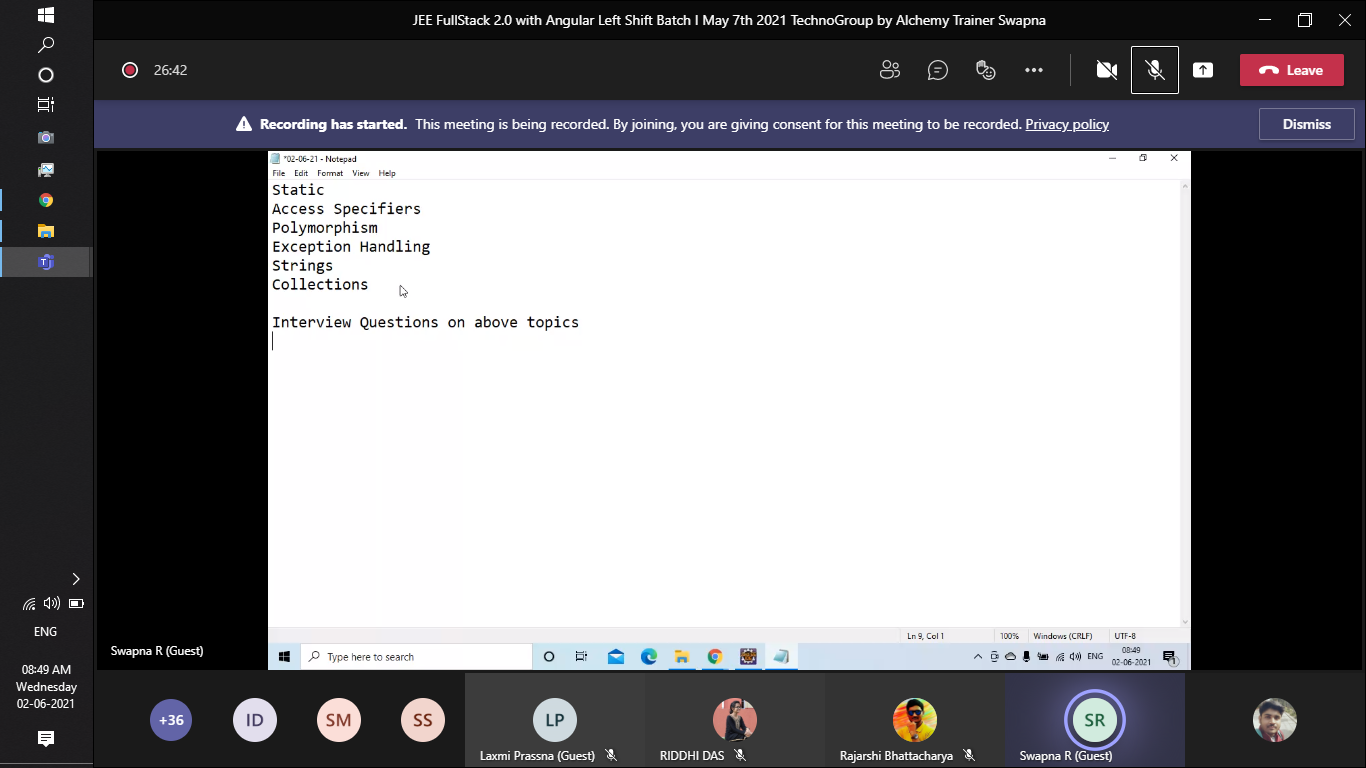 JEE FullStack 2.0 with Angular Left Shift Batch I May 7th 2021 TechnoGroup by Alchemy Trainer Swapna
26:42
Leave
Recording has started. This meeting is being recorded. By joining, you are giving consent for this meeting to be recorded. Privacy policy
Dismiss
*02-06-21 - Notepad
File Edit Format View Help
Static
Access Specifiers
Polymorphism
Exception Handling
Strings
Collections
Interview Questions on above topics
Ln 9, Col 1 100% Windows (CRLF) UTF-8
Type here to search
ENG
08:49
02-06-2021
1
Swapna R (Guest)
ENG
08:49 AM
Wednesday
02-06-2021
+36
ID
SM
SS
LP
Laxmi Prassna (Guest)
RIDDHI DAS
Rajarshi Bhattacharya
SR
Swapna R (Guest)